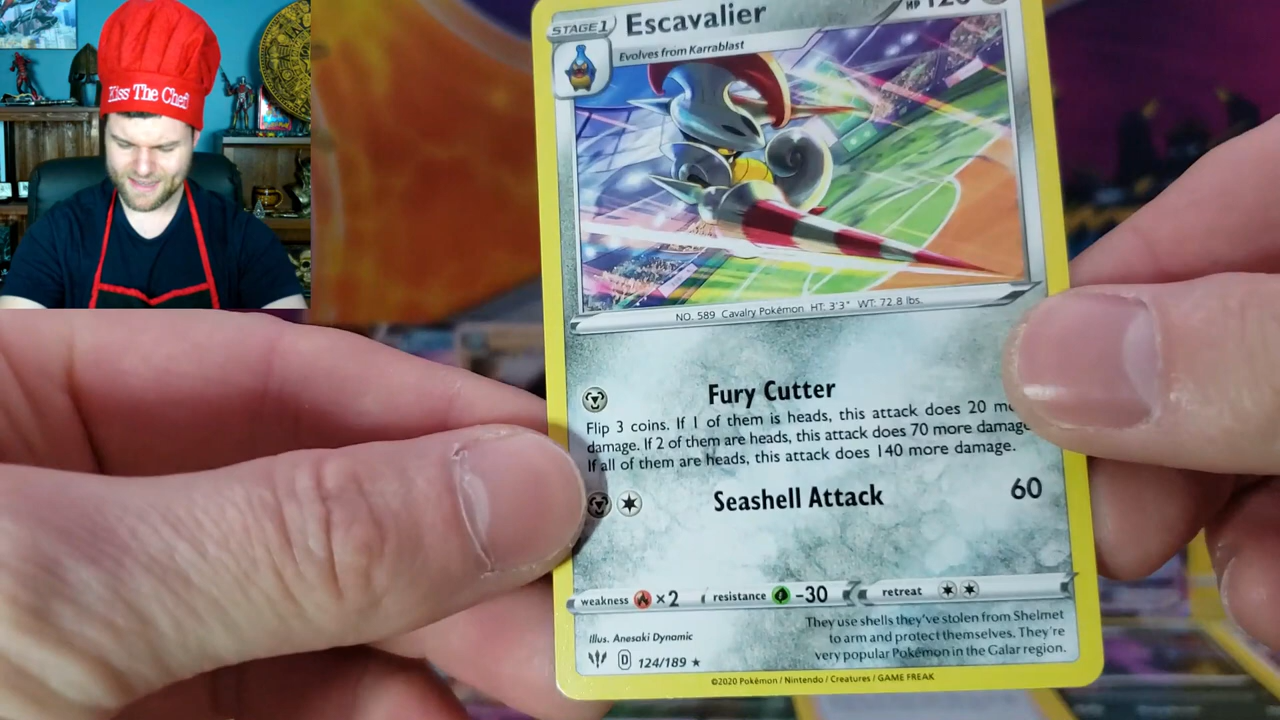 Kiss The Chef
STAGE 1
Escavalier
HP 120
Evolves from Karrablast
NO. 589 Cavalry Pokémon HT: 3'3" WT: 72.8 lbs.
Fury Cutter
Flip 3 coins. If 1 of them is heads, this attack does 20
damage. If 2 of them are heads, this attack does 70 more damage.
If all of them are heads, this attack does 140 more damage.
Seashell Attack 60
weakness ×2 resistance -30 retreat
They use shells they've stolen from Shelmet
to arm and protect themselves. They're
very popular Pokémon in the Galar region.
Illus. Anesaki Dynamic
D 124/189 ★
©2020 Pokémon / Nintendo / Creatures / GAME FREAK